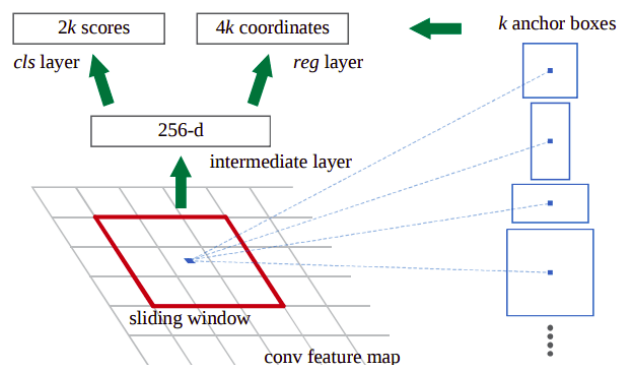 2k scores
4k coordinates
k anchor boxes
cls layer
reg layer
256-d
intermediate layer
sliding window
conv feature map